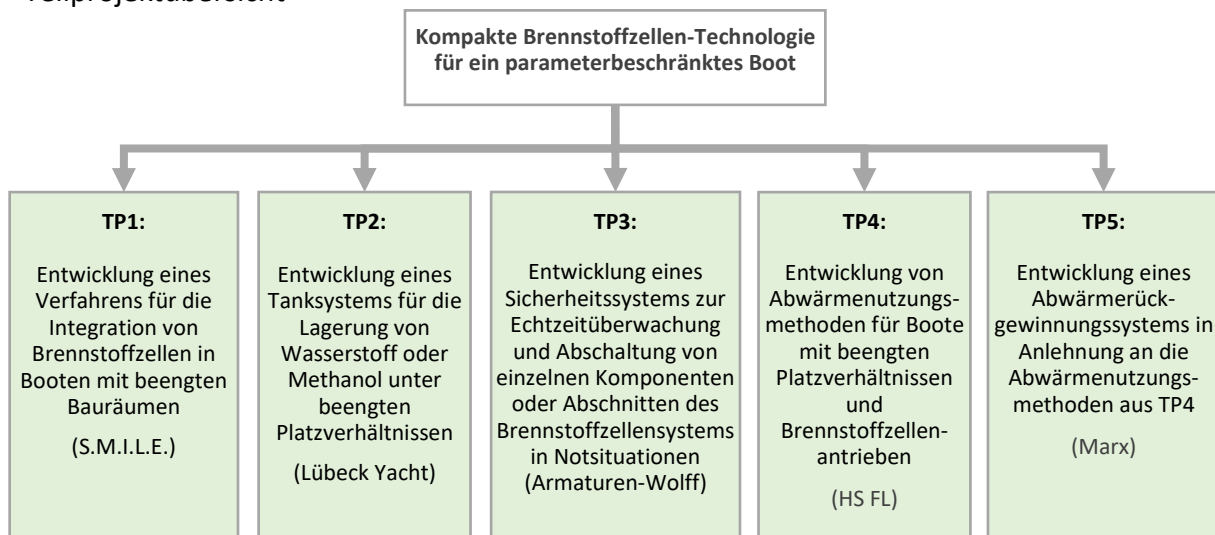 Teilprojektübersicht
Kompakte Brennstoffzellen-Technologie
für ein parameterbeschränktes Boot
TP1:
Entwicklung eines
Verfahrens für die
Integration von
Brennstoffzellen in
Booten mit beengten
Bauräumen
(S.M.I.L.E.)
TP2:
Entwicklung eines
Tanksystems für die
Lagerung von
Wasserstoff oder
Methanol unter
beengten
Platzverhältnissen
(Lübeck Yacht)
TP3:
Entwicklung eines
Sicherheitssystems zur
Echtzeitüberwachung
und Abschaltung von
einzelnen Komponenten
oder Abschnitten des
Brennstoffzellensystems
in Notsituationen
(Armaturen-Wolff)
TP4:
Entwicklung von
Abwärmenutzungs-
methoden für Boote
mit beengten
Platzverhältnissen
und
Brennstoffzellen-
antrieben
(HS FL)
TP5:
Entwicklung eines
Abwärmerück-
gewinnungssystems in
Anlehnung an die
Abwärmenutzungs-
methoden aus TP4
(Marx)